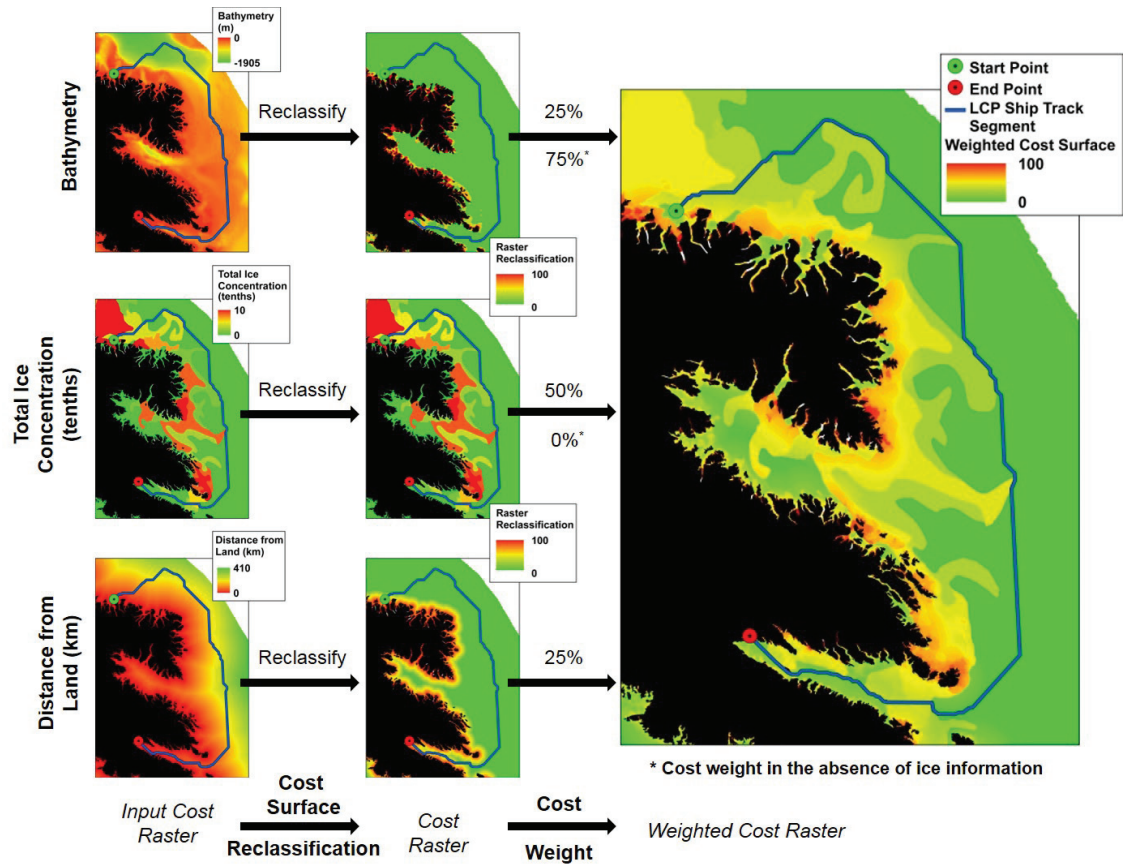 Bathymetry
(m)
0
-1905
Bathymetry
Reclassify
25%
75%*
Start Point
End Point
LCP Ship Track
Segment
Weighted Cost Surface
100
0
Total Ice
Concentration
(tenths)
10
0
Raster
Reclassification
100
0
Total Ice
Concentration
(tenths)
Reclassify
50%
0%*
Distance from
Land (km)
410
0
Raster
Reclassification
100
0
Distance from
Land (km)
Reclassify
25%
* Cost weight in the absence of ice information
Input Cost
Raster
Cost
Surface
Reclassification
Cost
Raster
Cost
Weight
Weighted Cost Raster